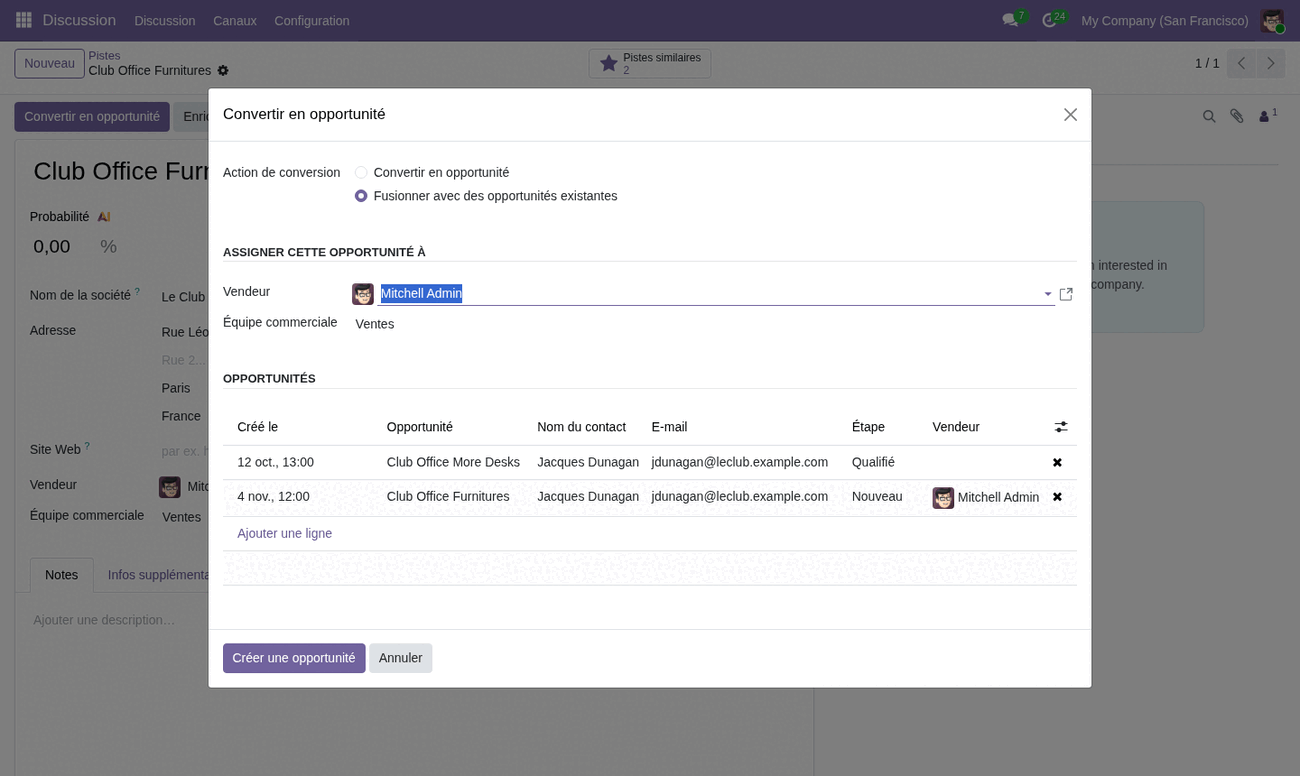 Discussion Discussion Canaux Configuration 7 24 My Company (San Francisco)
Nouveau Pistes
Club Office Furnitures
Pistes similaires
2
1 / 1
Convertir en opportunité
1
Convertir en opportunité
Club Office
Probabilité AI
0,00 %
Nom de la société ? Le Club
Adresse Rue
Rue 2...
Paris
France
Site Web ? par ex.
Vendeur
Équipe commerciale Ventes
Notes Infos
Ajouter une description...
interested in
company.
Action de conversion Convertir en opportunité
Fusionner avec des opportunités existantes
ASSIGNER CETTE OPPORTUNITÉ À
Vendeur Mitchell Admin
Équipe commerciale Ventes
OPPORTUNITÉS
Créé le Opportunité Nom du contact E-mail Étape Vendeur
12 oct., 13:00 Club Office More Desks Jacques Dunagan jdunagan@leclub.example.com Qualifié
4 nov., 12:00 Club Office Furnitures Jacques Dunagan jdunagan@leclub.example.com Nouveau Mitchell Admin
Ajouter une ligne
Créer une opportunité Annuler